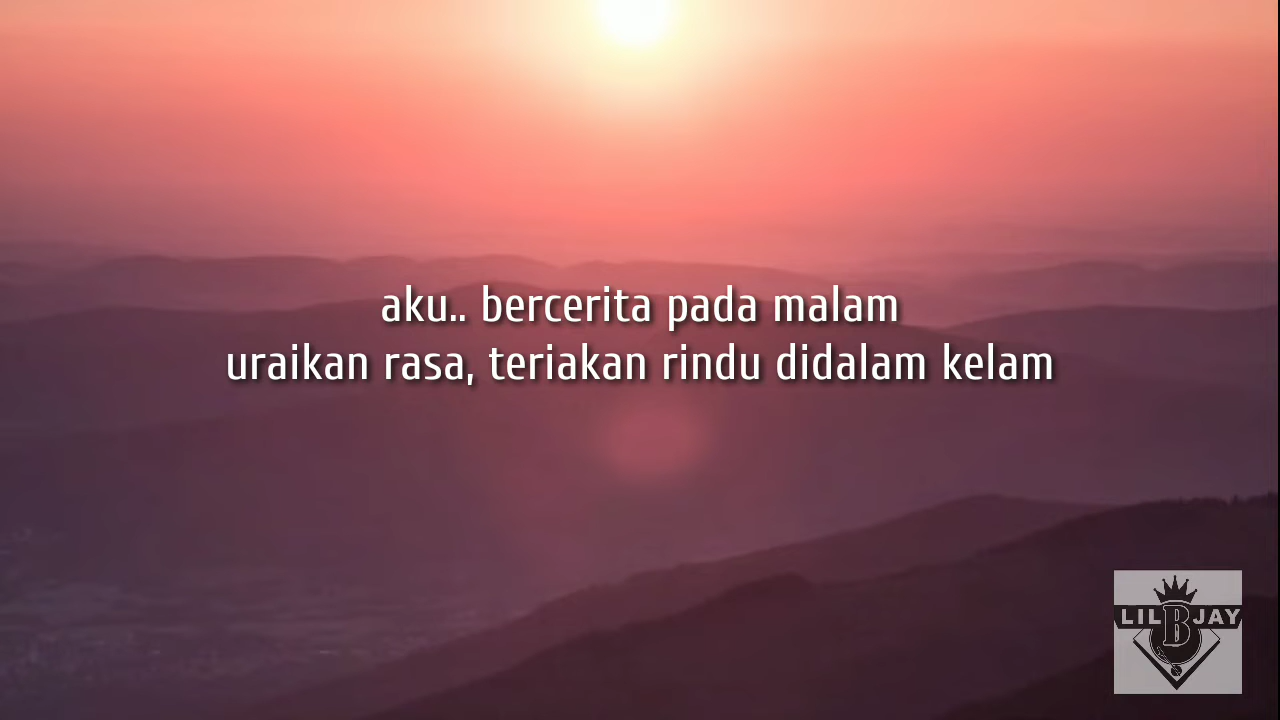 aku.. bercerita pada malam
uraikan rasa, teriakan rindu didalam kelam
LIL B JAY